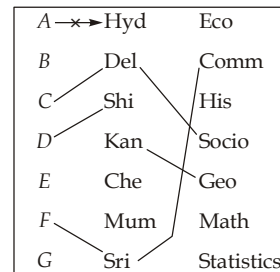 A Hyd Eco
B Del Comm
C Shi His
D Kan Socio
E Che Geo
F Mum Math
G Sri Statistics